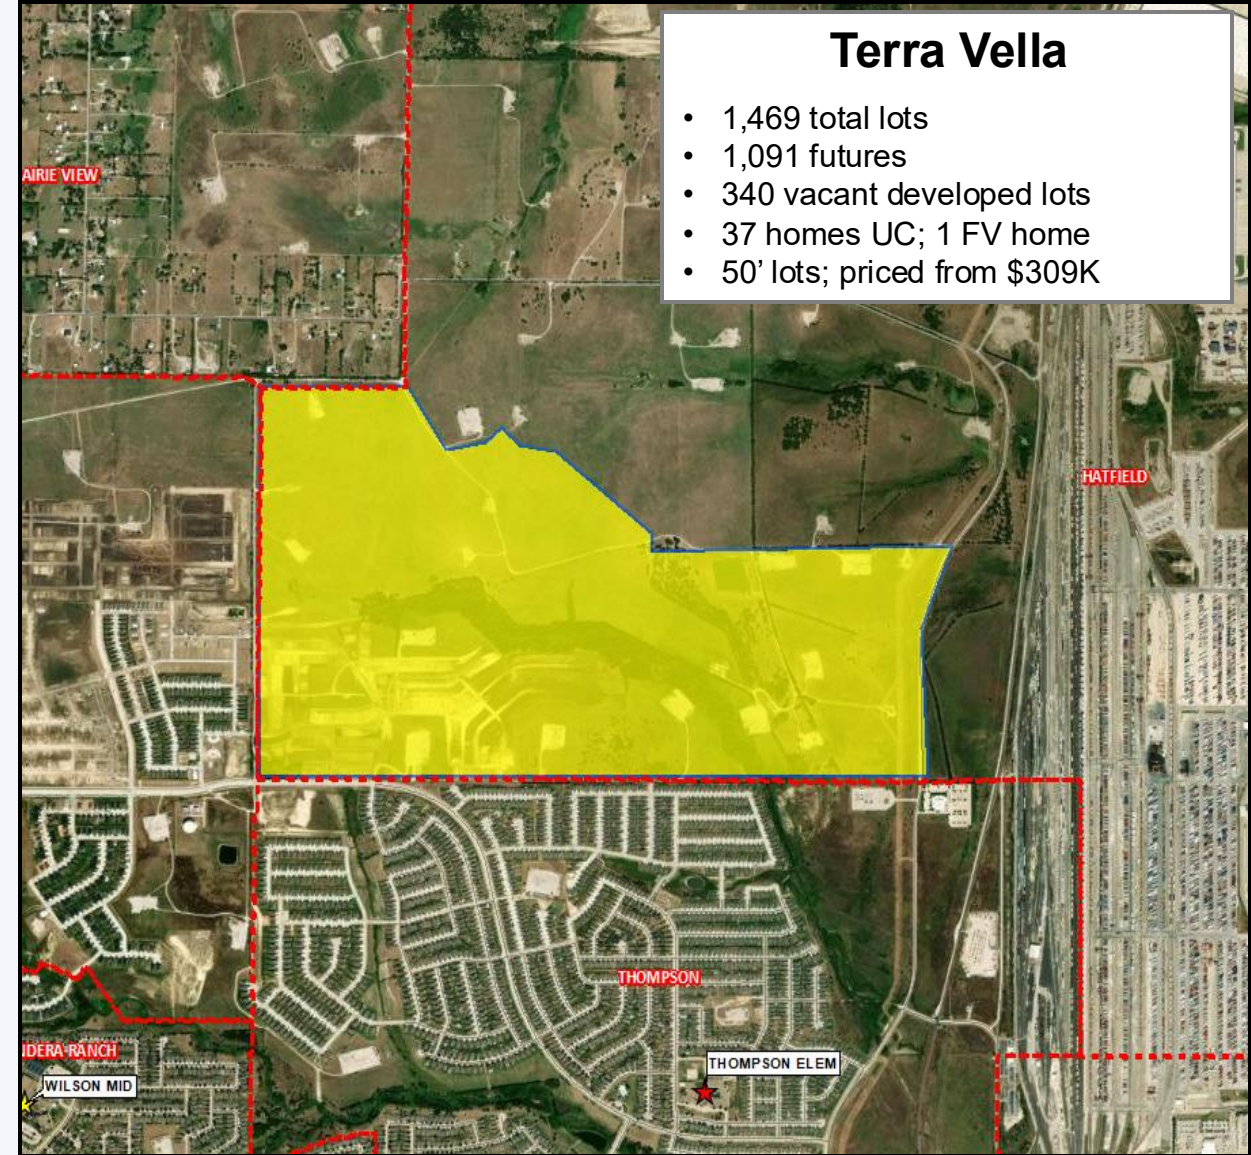 Terra Vella
• 1,469 total lots
• 1,091 futures
• 340 vacant developed lots
• 37 homes UC; 1 FV home
• 50’ lots; priced from $309K
AIRIE VIEW
HATFIELD
THOMPSON
THOMPSON ELEM
NDERA RANCH
WILSON MID